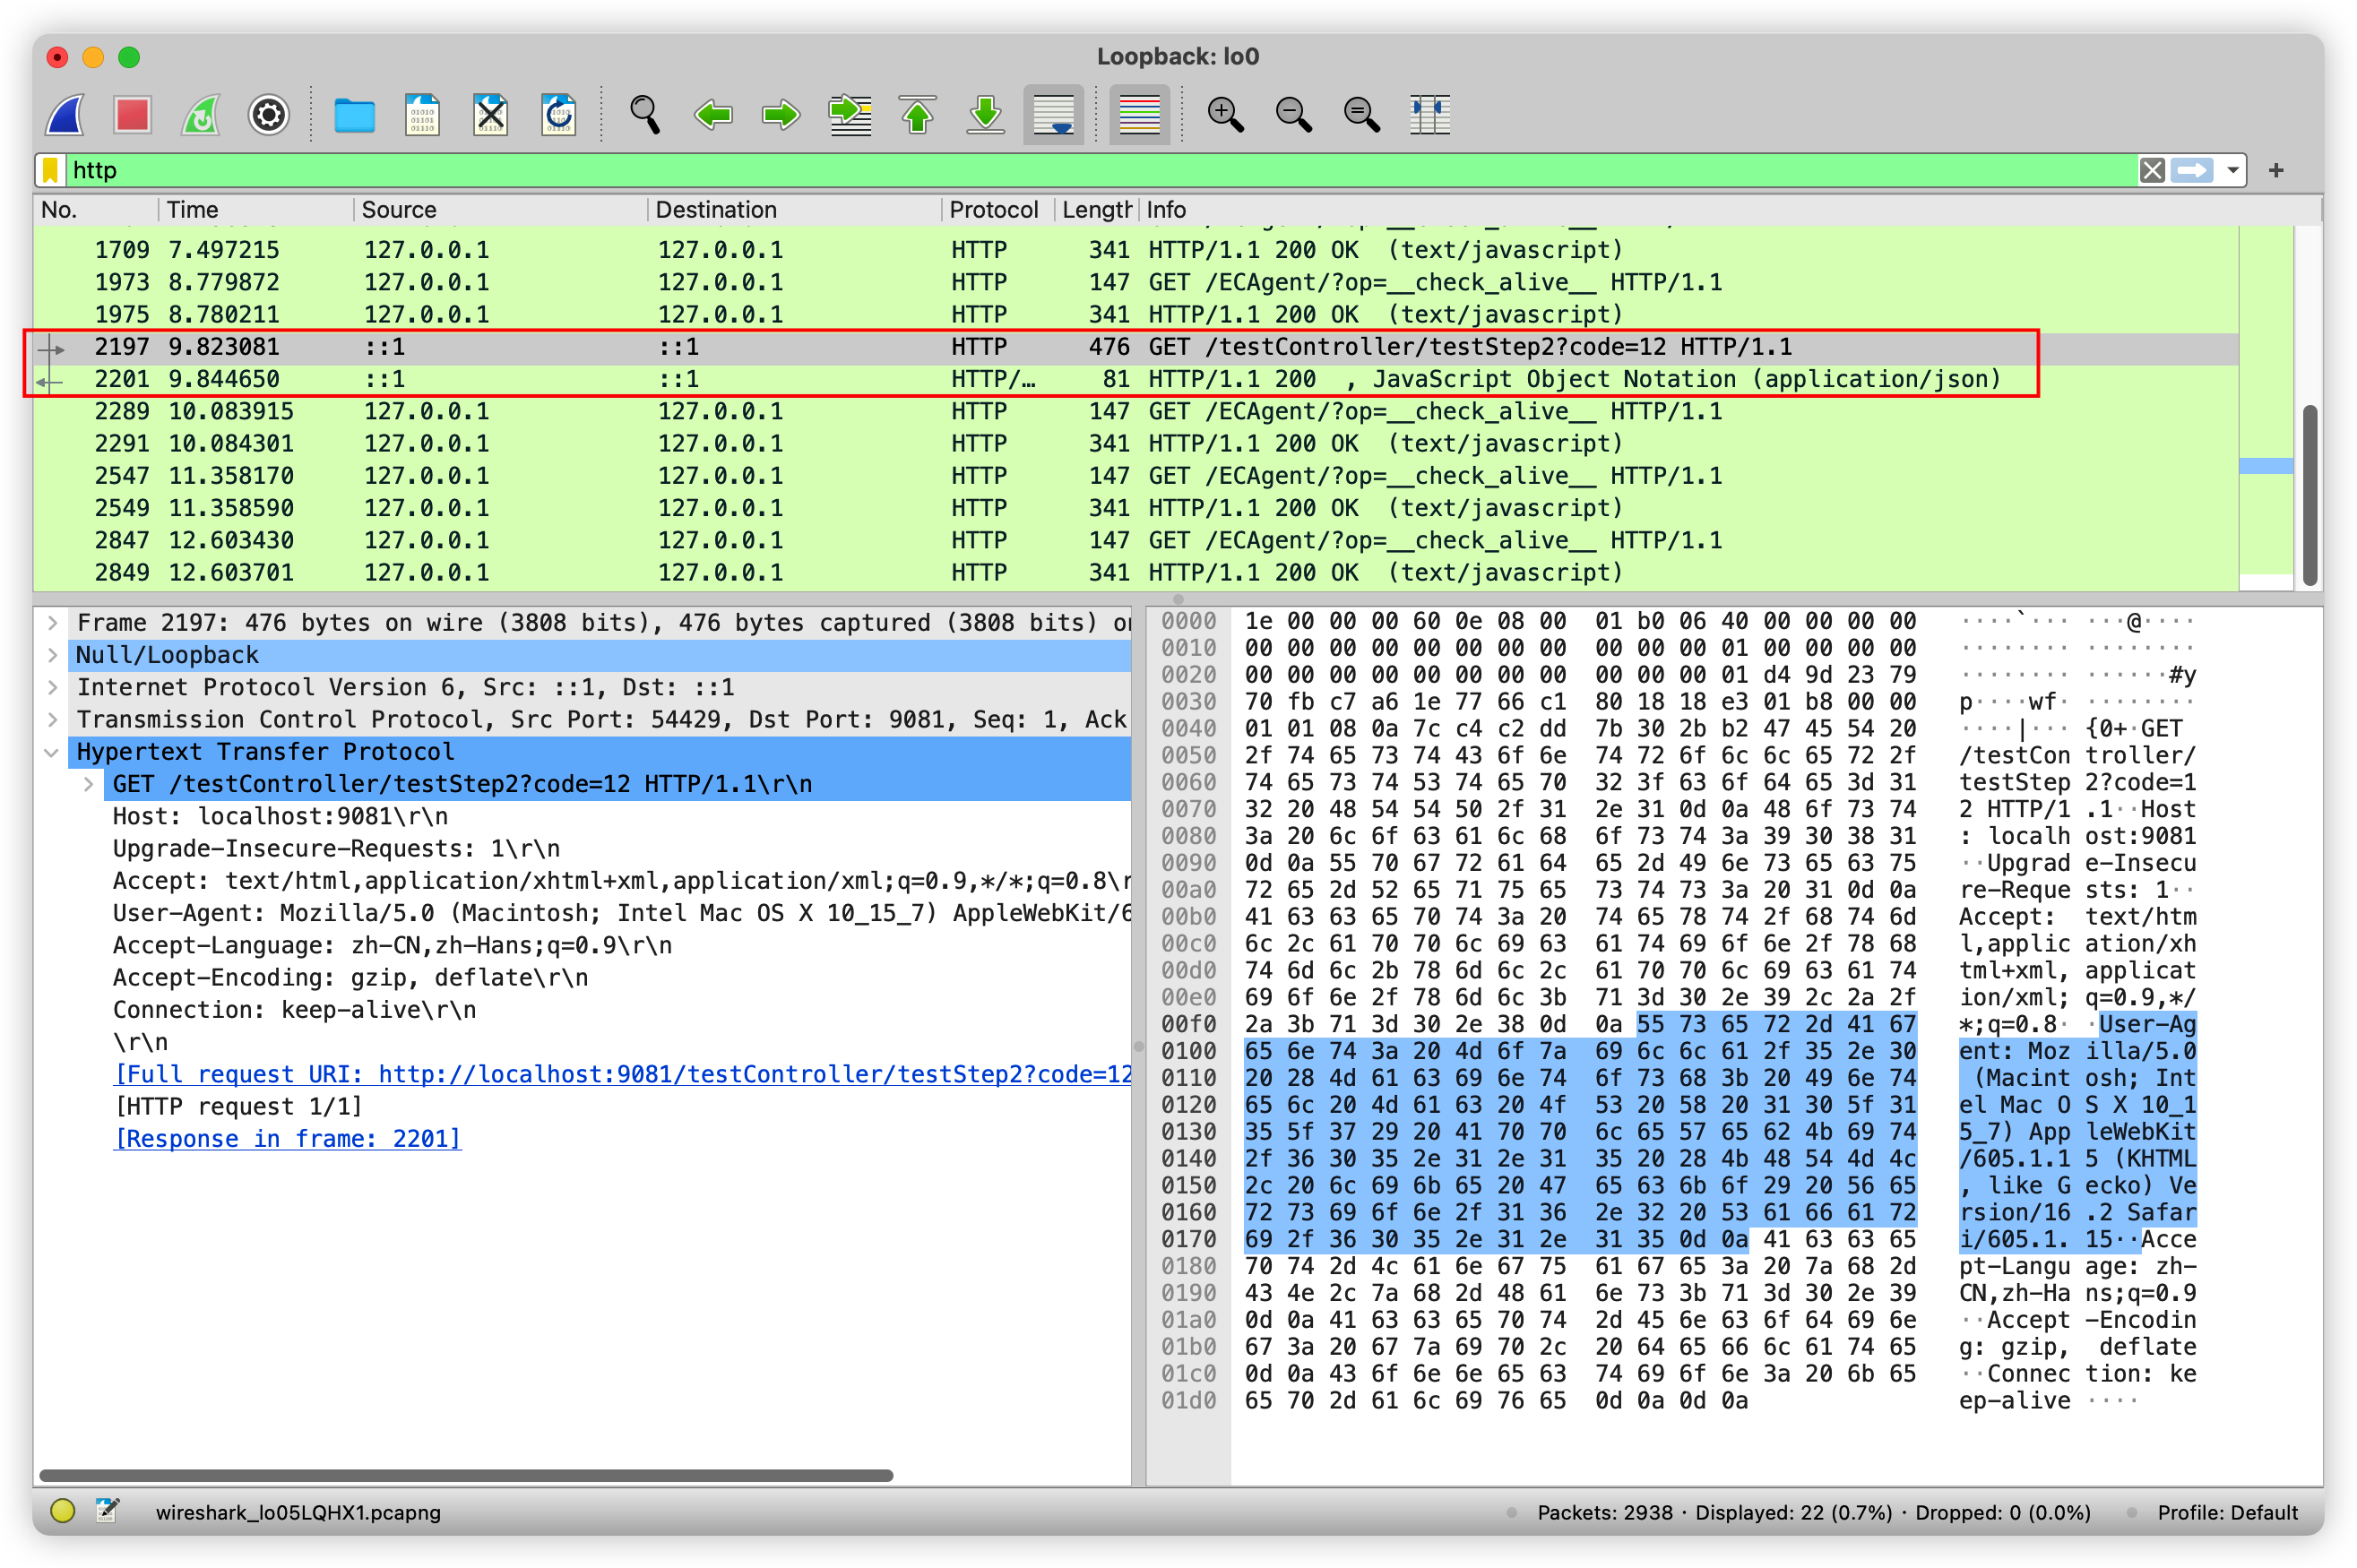 Loopback: lo0
http
No. Time Source Destination Protocol Length Info
1709 7.497215 127.0.0.1 127.0.0.1 HTTP 341 HTTP/1.1 200 OK (text/javascript)
1973 8.779872 127.0.0.1 127.0.0.1 HTTP 147 GET /ECAgent/?op=__check_alive__ HTTP/1.1
1975 8.780211 127.0.0.1 127.0.0.1 HTTP 341 HTTP/1.1 200 OK (text/javascript)
2197 9.823081 ::1 ::1 HTTP 476 GET /testController/testStep2?code=12 HTTP/1.1
2201 9.844650 ::1 ::1 HTTP/… 81 HTTP/1.1 200 , JavaScript Object Notation (application/json)
2289 10.083915 127.0.0.1 127.0.0.1 HTTP 147 GET /ECAgent/?op=__check_alive__ HTTP/1.1
2291 10.084301 127.0.0.1 127.0.0.1 HTTP 341 HTTP/1.1 200 OK (text/javascript)
2547 11.358170 127.0.0.1 127.0.0.1 HTTP 147 GET /ECAgent/?op=__check_alive__ HTTP/1.1
2549 11.358590 127.0.0.1 127.0.0.1 HTTP 341 HTTP/1.1 200 OK (text/javascript)
2847 12.603430 127.0.0.1 127.0.0.1 HTTP 147 GET /ECAgent/?op=__check_alive__ HTTP/1.1
2849 12.603701 127.0.0.1 127.0.0.1 HTTP 341 HTTP/1.1 200 OK (text/javascript)
Frame 2197: 476 bytes on wire (3808 bits), 476 bytes captured (3808 bits) on
Null/Loopback
Internet Protocol Version 6, Src: ::1, Dst: ::1
Transmission Control Protocol, Src Port: 54429, Dst Port: 9081, Seq: 1, Ack
Hypertext Transfer Protocol
GET /testController/testStep2?code=12 HTTP/1.1\r\n
Host: localhost:9081\r\n
Upgrade-Insecure-Requests: 1\r\n
Accept: text/html,application/xhtml+xml,application/xml;q=0.9,*/*;q=0.8\r
User-Agent: Mozilla/5.0 (Macintosh; Intel Mac OS X 10_15_7) AppleWebKit/6
Accept-Language: zh-CN,zh-Hans;q=0.9\r\n
Accept-Encoding: gzip, deflate\r\n
Connection: keep-alive\r\n
\r\n
[Full request URI: http://localhost:9081/testController/testStep2?code=12
[HTTP request 1/1]
[Response in frame: 2201]
0000 1e 00 00 00 60 0e 08 00 01 b0 06 40 00 00 00 00 ····`··· ···@····
0010 00 00 00 00 00 00 00 00 00 00 00 01 00 00 00 00 ········ ········
0020 00 00 00 00 00 00 00 00 00 00 00 01 d4 9d 23 79 ········ ······#y
0030 70 fb c7 a6 1e 77 66 c1 80 18 18 e3 01 b8 00 00 p····wf· ········
0040 01 01 08 0a 7c c4 c2 dd 7b 30 2b b2 47 45 54 20 ····|··· {0+·GET
0050 2f 74 65 73 74 43 6f 6e 74 72 6f 6c 6c 65 72 2f /testCon troller/
0060 74 65 73 74 53 74 65 70 32 3f 63 6f 64 65 3d 31 testStep 2?code=1
0070 32 20 48 54 54 50 2f 31 2e 31 0d 0a 48 6f 73 74 2 HTTP/1 .1··Host
0080 3a 20 6c 6f 63 61 6c 68 6f 73 74 3a 39 30 38 31 : localh ost:9081
0090 0d 0a 55 70 67 72 61 64 65 2d 49 6e 73 65 63 75 ··Upgrad e-Insecu
00a0 72 65 2d 52 65 71 75 65 73 74 73 3a 20 31 0d 0a re-Reque sts: 1··
00b0 41 63 63 65 70 74 3a 20 74 65 78 74 2f 68 74 6d Accept: text/htm
00c0 6c 2c 61 70 70 6c 69 63 61 74 69 6f 6e 2f 78 68 l,applic ation/xh
00d0 74 6d 6c 2b 78 6d 6c 2c 61 70 70 6c 69 63 61 74 tml+xml, applicat
00e0 69 6f 6e 2f 78 6d 6c 3b 71 3d 30 2e 39 2c 2a 2f ion/xml; q=0.9,*/
00f0 2a 3b 71 3d 30 2e 38 0d 0a 55 73 65 72 2d 41 67 *;q=0.8· ·User-Ag
0100 65 6e 74 3a 20 4d 6f 7a 69 6c 6c 61 2f 35 2e 30 ent: Moz illa/5.0
0110 20 28 4d 61 63 69 6e 74 6f 73 68 3b 20 49 6e 74 (Macint osh; Int
0120 65 6c 20 4d 61 63 20 4f 53 20 58 20 31 30 5f 31 el Mac O S X 10_1
0130 35 5f 37 29 20 41 70 70 6c 65 57 65 62 4b 69 74 5_7) App leWebKit
0140 2f 36 30 35 2e 31 2e 31 35 20 28 4b 48 54 4d 4c /605.1.1 5 (KHTML
0150 2c 20 6c 69 6b 65 20 47 65 63 6b 6f 29 20 56 65 , like G ecko) Ve
0160 72 73 69 6f 6e 2f 31 36 2e 32 20 53 61 66 61 72 rsion/16 .2 Safar
0170 69 2f 36 30 35 2e 31 2e 31 35 0d 0a 41 63 63 65 i/605.1. 15··Acce
0180 70 74 2d 4c 61 6e 67 75 61 67 65 3a 20 7a 68 2d pt-Langu age: zh-
0190 43 4e 2c 7a 68 2d 48 61 6e 73 3b 71 3d 30 2e 39 CN,zh-Ha ns;q=0.9
01a0 0d 0a 41 63 63 65 70 74 2d 45 6e 63 6f 64 69 6e ··Accept -Encodin
01b0 67 3a 20 67 7a 69 70 2c 20 64 65 66 6c 61 74 65 g: gzip, deflate
01c0 0d 0a 43 6f 6e 6e 65 63 74 69 6f 6e 3a 20 6b 65 ··Connec tion: ke
01d0 65 70 2d 61 6c 69 76 65 0d 0a 0d 0a ep-alive ····
wireshark_lo05LQHX1.pcapng
Packets: 2938 · Displayed: 22 (0.7%) · Dropped: 0 (0.0%)
Profile: Default